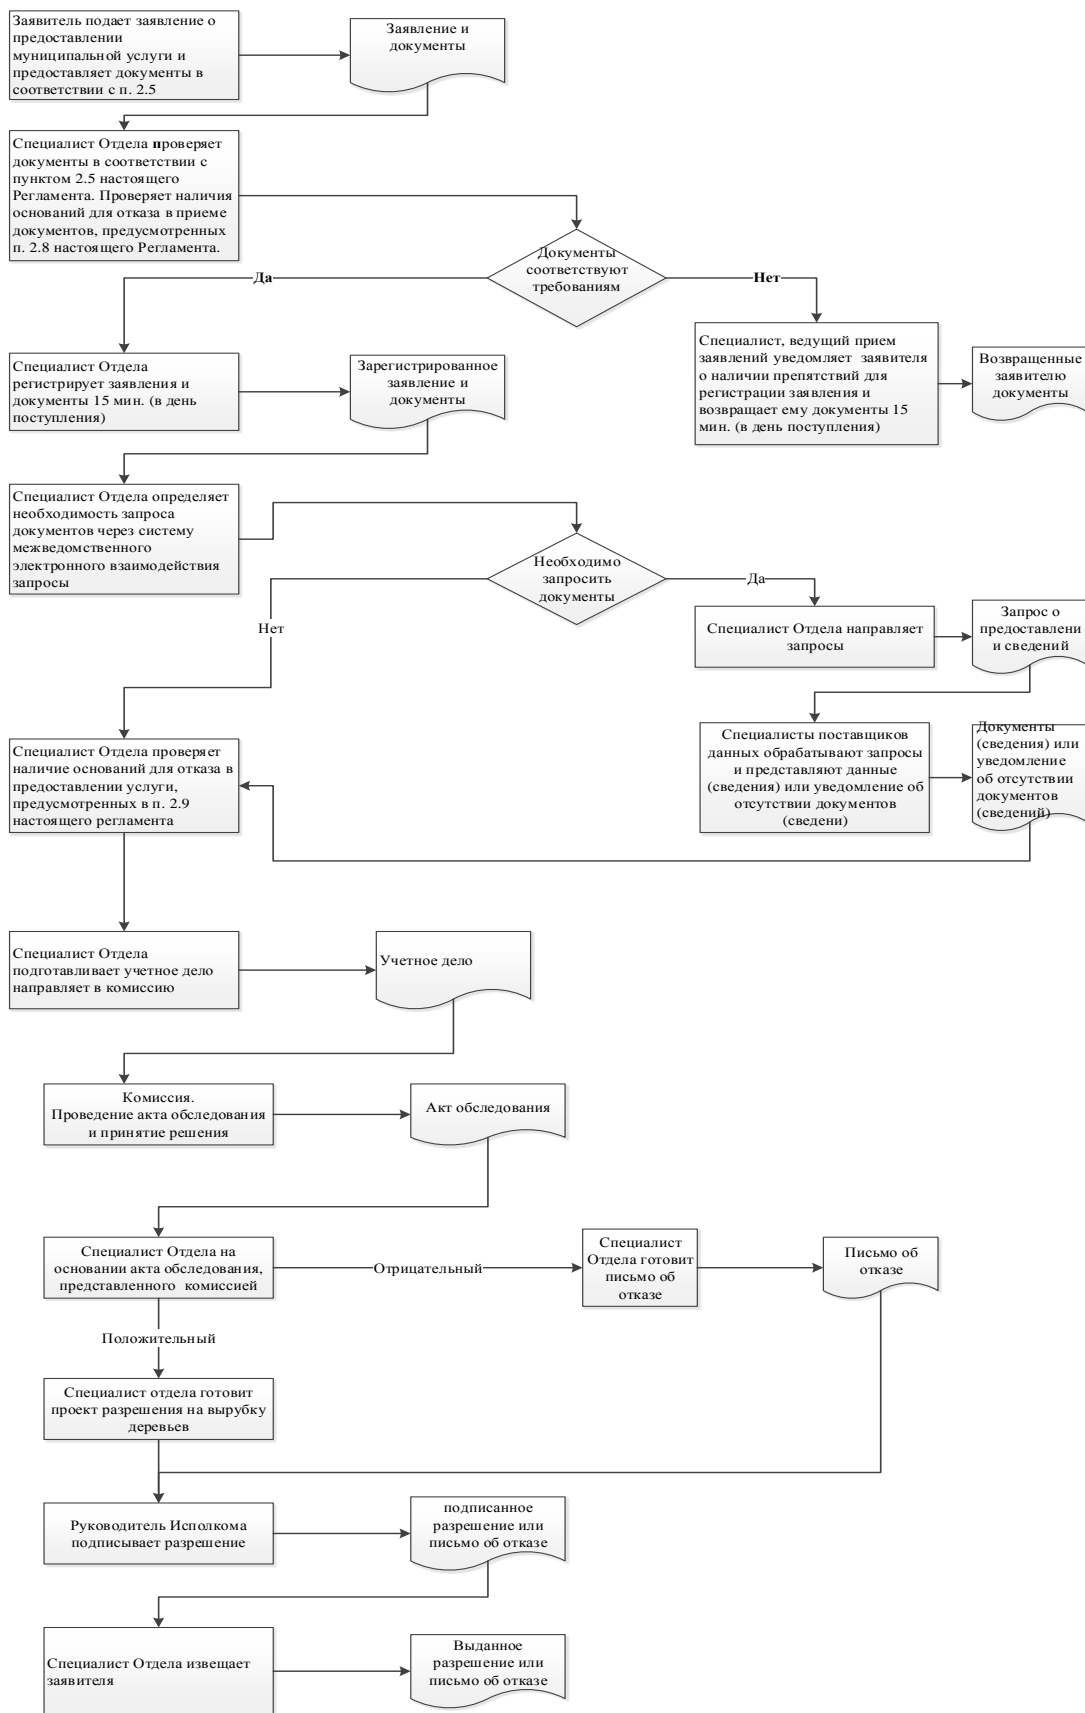 Заявитель подает заявление о
предоставлении
муниципальной услуги и
предоставляет документы в
соответствии с п. 2.5
Заявление и
документы
Специалист Отдела проверяет
документы в соответствии с
пунктом 2.5 настоящего
Регламента. Проверяет наличия
оснований для отказа в приеме
документов, предусмотренных
п. 2.8 настоящего Регламента.
Документы
соответствуют
требованиям
Да
Нет
Специалист Отдела
регистрирует заявления и
документы 15 мин. (в день
поступления)
Зарегистрированное
заявление и
документы
Специалист, ведущий прием
заявлений уведомляет заявителя
о наличии препятствий для
регистрации заявления и
возвращает ему документы 15
мин. (в день поступления)
Возвращенные
заявителю
документы
Специалист Отдела определяет
необходимость запроса
документов через систему
межведомственного
электронного взаимодействия
запросы
Необходимо
запросить
документы
Да
Нет
Специалист Отдела направляет
запросы
Запрос о
предоставлени
и сведений
Специалисты поставщиков
данных обрабатывают запросы
и представляют данные
(сведения) или уведомление об
отсутствии документов
(сведени)
Документы
(сведения) или
уведомление
об отсутствии
документов
(сведений)
Специалист Отдела проверяет
наличие оснований для отказа в
предоставлении услуги,
предусмотренных в п. 2.9
настоящего регламента
Специалист Отдела
подготавливает учетное дело
направляет в комиссию
Учетное дело
Комиссия.
Проведение акта обследования
и принятие решения
Акт обследования
Специалист Отдела на
основании акта обследования,
представленного комиссией
Отрицательный
Специалист
Отдела готовит
письмо об
отказе
Письмо об
отказе
Положительный
Специалист отдела готовит
проект разрешения на вырубку
деревьев
Руководитель Исполкома
подписывает разрешение
подписанное
разрешение или
письмо об отказе
Специалист Отдела извещает
заявителя
Выданное
разрешение или
письмо об отказе